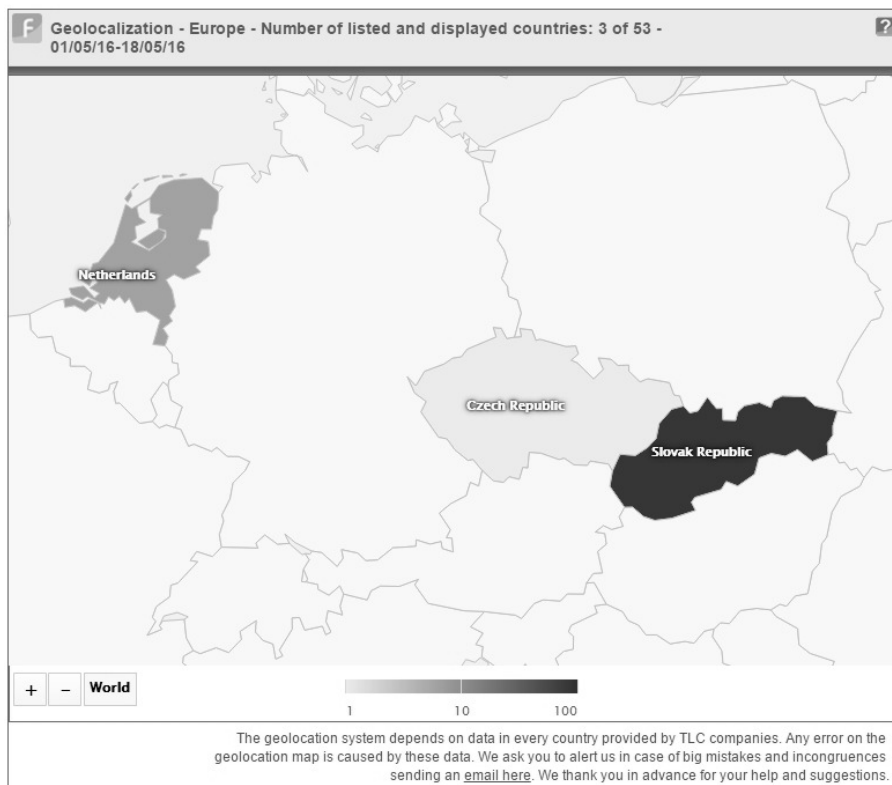 Geolocalization - Europe - Number of listed and displayed countries: 3 of 53 -
01/05/16-18/05/16
?
Netherlands
Czech Republic
Slovak Republic
+ − World
1 10 100
The geolocation system depends on data in every country provided by TLC companies. Any error on the
geolocation map is caused by these data. We ask you to alert us in case of big mistakes and incongruences
sending an email here. We thank you in advance for your help and suggestions.